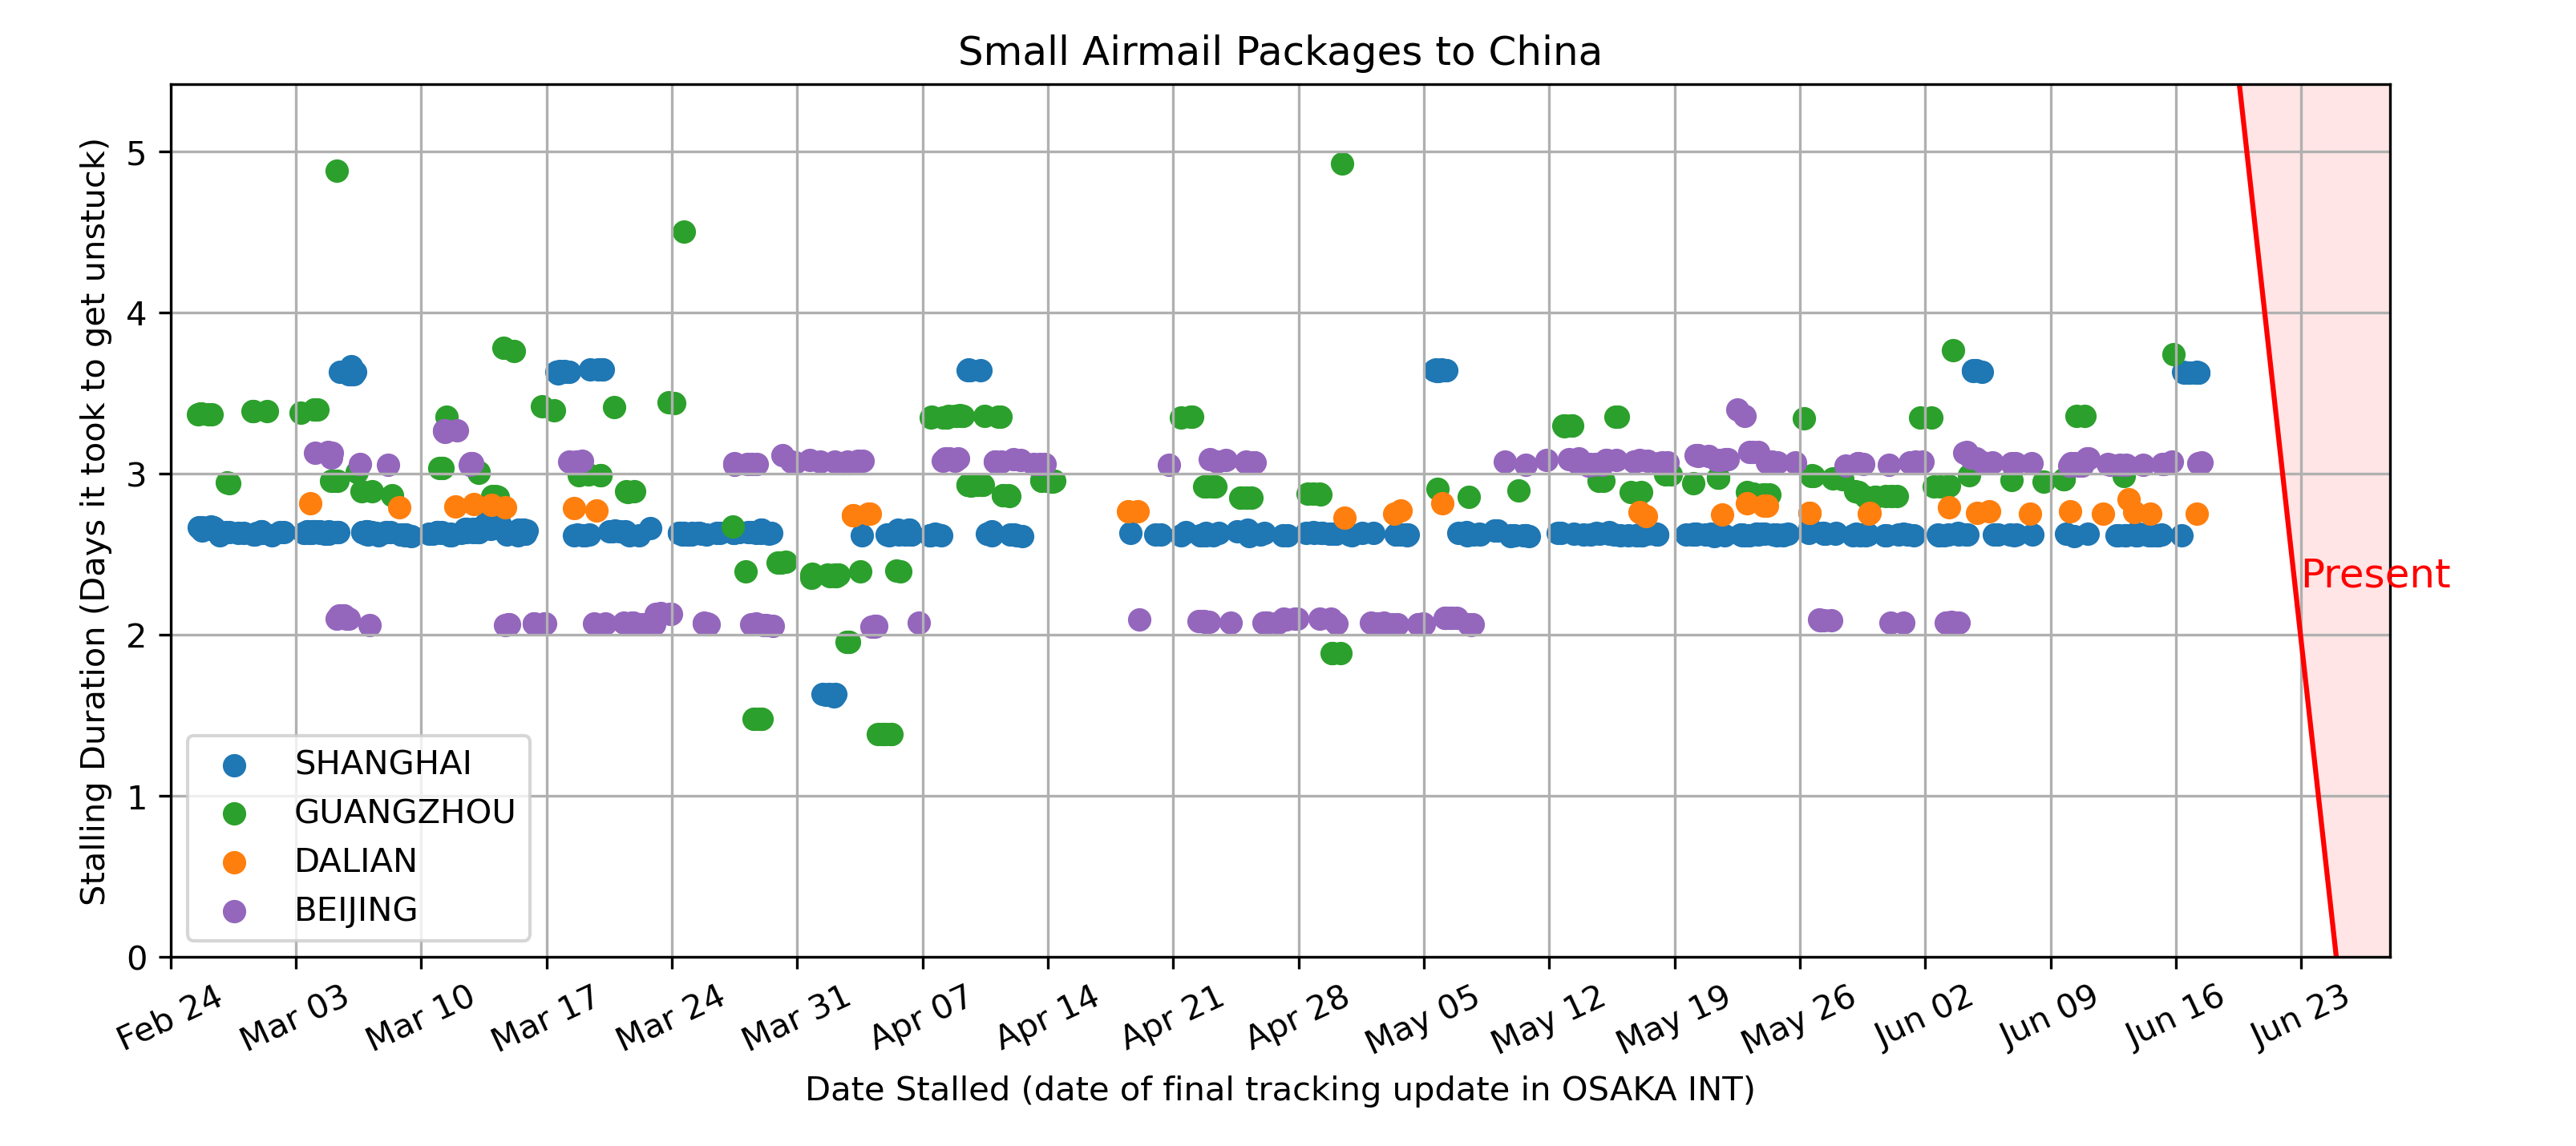 Small Airmail Packages to China
Stalling Duration (Days it took to get unstuck)
5
4
3
2
1
0
Present
SHANGHAI
GUANGZHOU
DALIAN
BEIJING
Feb 24
Mar 03
Mar 10
Mar 17
Mar 24
Mar 31
Apr 07
Apr 14
Apr 21
Apr 28
May 05
May 12
May 19
May 26
Jun 02
Jun 09
Jun 16
Jun 23
Date Stalled (date of final tracking update in OSAKA INT)